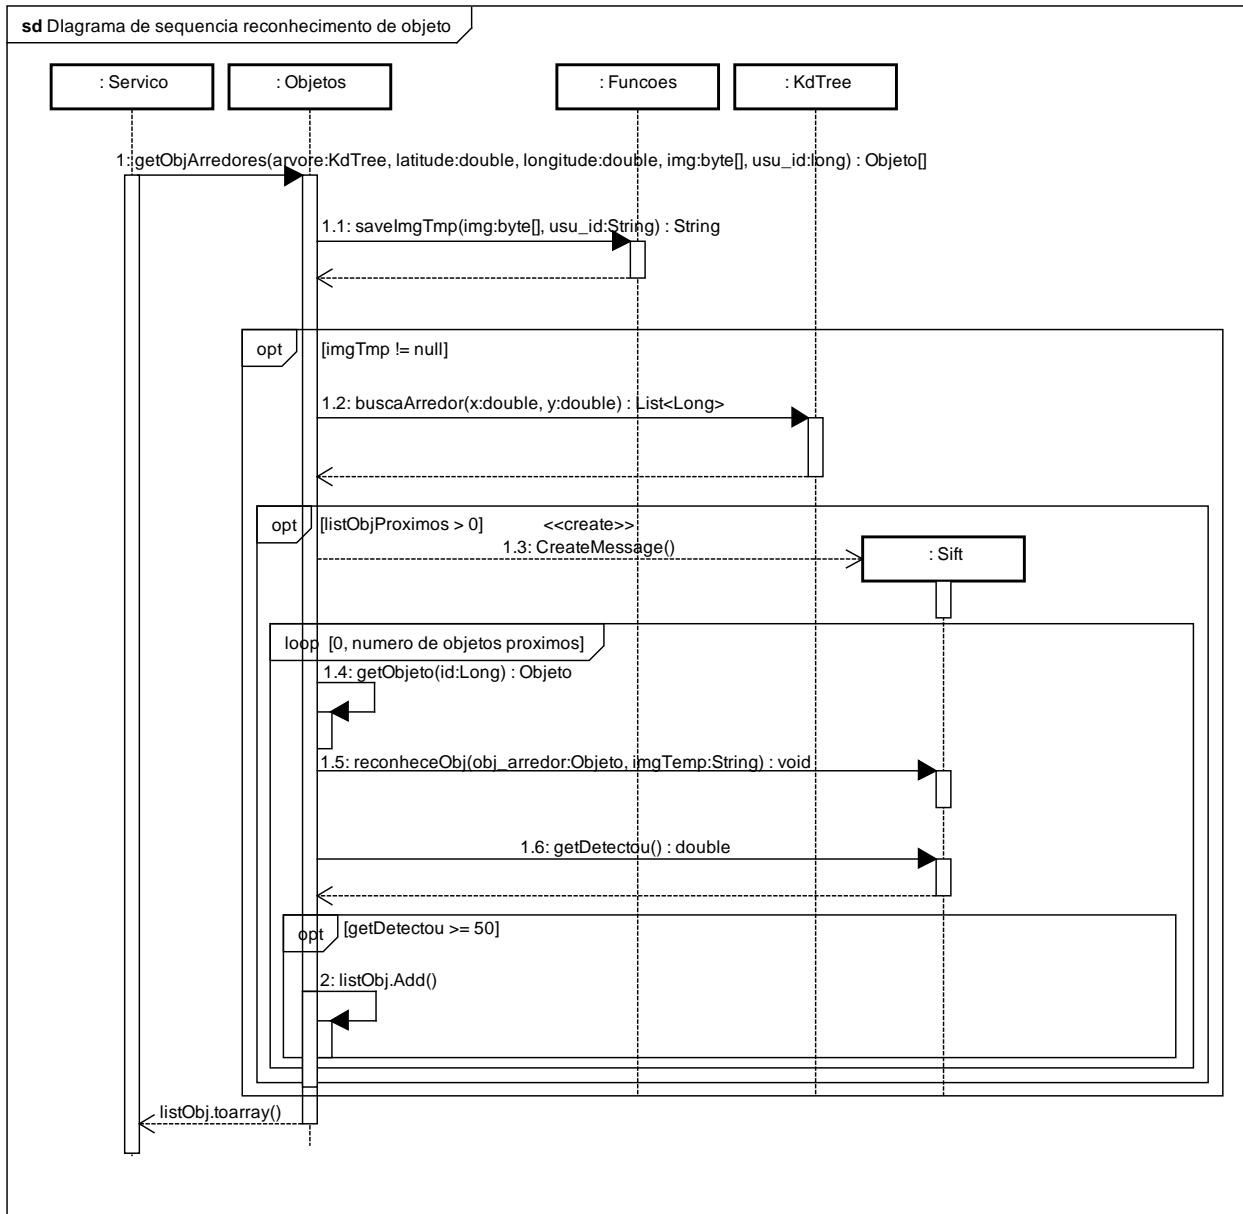 sd DIagrama de sequencia reconhecimento de objeto
: Servico
: Objetos
: Funcoes
: KdTree
1: getObjArredores(arvore:KdTree, latitude:double, longitude:double, img:byte[], usu_id:long) : Objeto[]
1.1: saveImgTmp(img:byte[], usu_id:String) : String
opt [imgTmp != null]
1.2: buscaArredor(x:double, y:double) : List<Long>
opt [listObjProximos > 0]
<<create>>
1.3: CreateMessage()
: Sift
loop [0, numero de objetos proximos]
1.4: getObjeto(id:Long) : Objeto
1.5: reconheceObj(obj_arredor:Objeto, imgTemp:String) : void
1.6: getDetectou() : double
opt [getDetectou >= 50]
2: listObj.Add()
listObj.toarray()